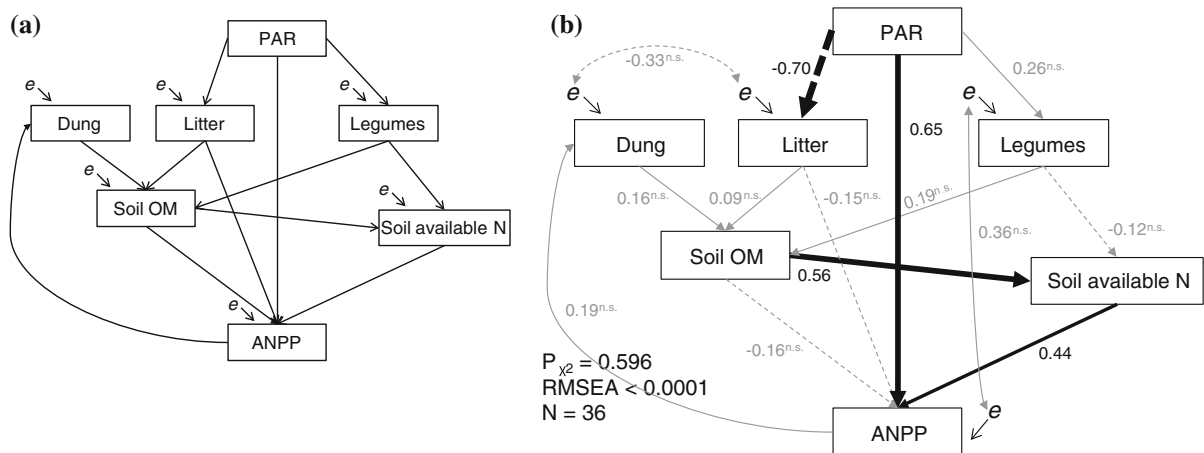 (a)
PAR
e
e
e
Dung
Litter
Legumes
e
e
Soil OM
Soil available N
e
ANPP
(b)
PAR
-0.33n.s.
-0.70
0.26n.s.
e
e
e
0.65
Dung
Litter
Legumes
0.16n.s.
0.09n.s.
-0.15n.s.
0.19n.s.
0.36n.s.
-0.12n.s.
Soil OM
0.56
Soil available N
0.19n.s.
-0.16n.s.
0.44
Pχ2 = 0.596
RMSEA < 0.0001
N = 36
e
ANPP